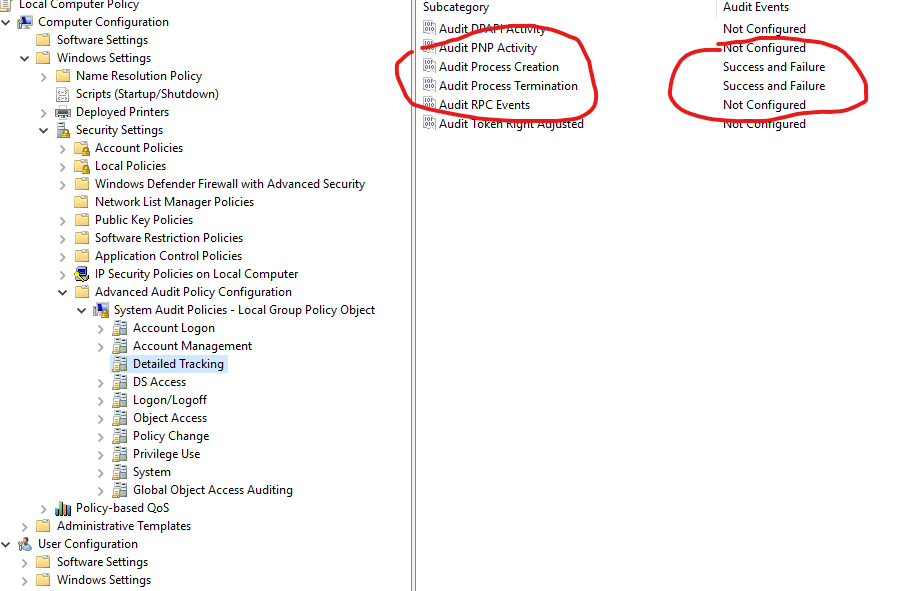 Local Computer Policy
Computer Configuration
Software Settings
Windows Settings
Name Resolution Policy
Scripts (Startup/Shutdown)
Deployed Printers
Security Settings
Account Policies
Local Policies
Windows Defender Firewall with Advanced Security
Network List Manager Policies
Public Key Policies
Software Restriction Policies
Application Control Policies
IP Security Policies on Local Computer
Advanced Audit Policy Configuration
System Audit Policies - Local Group Policy Object
Account Logon
Account Management
Detailed Tracking
DS Access
Logon/Logoff
Object Access
Policy Change
Privilege Use
System
Global Object Access Auditing
Policy-based QoS
Administrative Templates
User Configuration
Software Settings
Windows Settings
Subcategory Audit Events
Audit DPAPI Activity Not Configured
Audit PNP Activity Not Configured
Audit Process Creation Success and Failure
Audit Process Termination Success and Failure
Audit RPC Events Not Configured
Audit Token Right Adjusted Not Configured